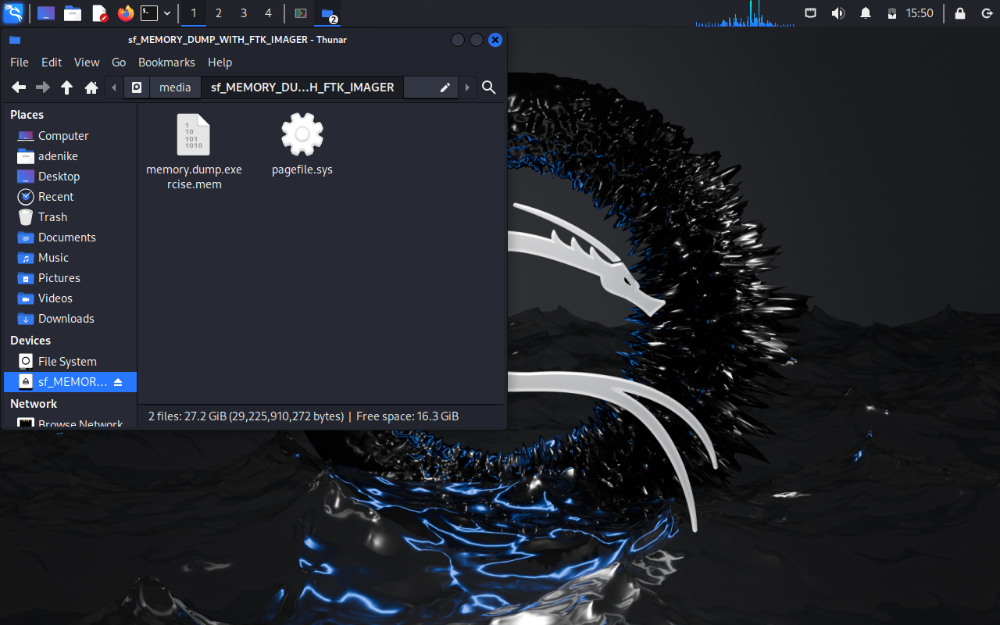 1 2 3 4 2 15:50
sf_MEMORY_DUMP_WITH_FTK_IMAGER - Thunar
File Edit View Go Bookmarks Help
media sf_MEMORY_DU...H_FTK_IMAGER
Places
Computer
adenike
Desktop
Recent
Trash
Documents
Music
Pictures
Videos
Downloads
Devices
File System
sf_MEMOR...
Network
Browse Network
1
10
101
1010
memory.dump.exe
rcise.mem
pagefile.sys
2 files: 27.2 GiB (29,225,910,272 bytes) | Free space: 16.3 GiB